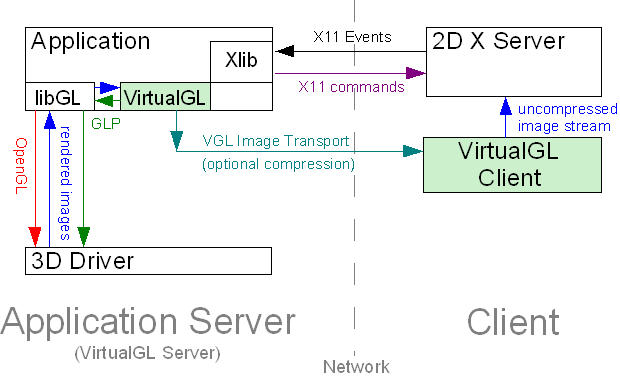 Application
Xlib
libGL
VirtualGL
GLP
OpenGL
rendered images
3D Driver
X11 Events
X11 commands
VGL Image Transport
(optional compression)
2D X Server
uncompressed
image stream
VirtualGL
Client
Application Server
(VirtualGL Server)
Network
Client